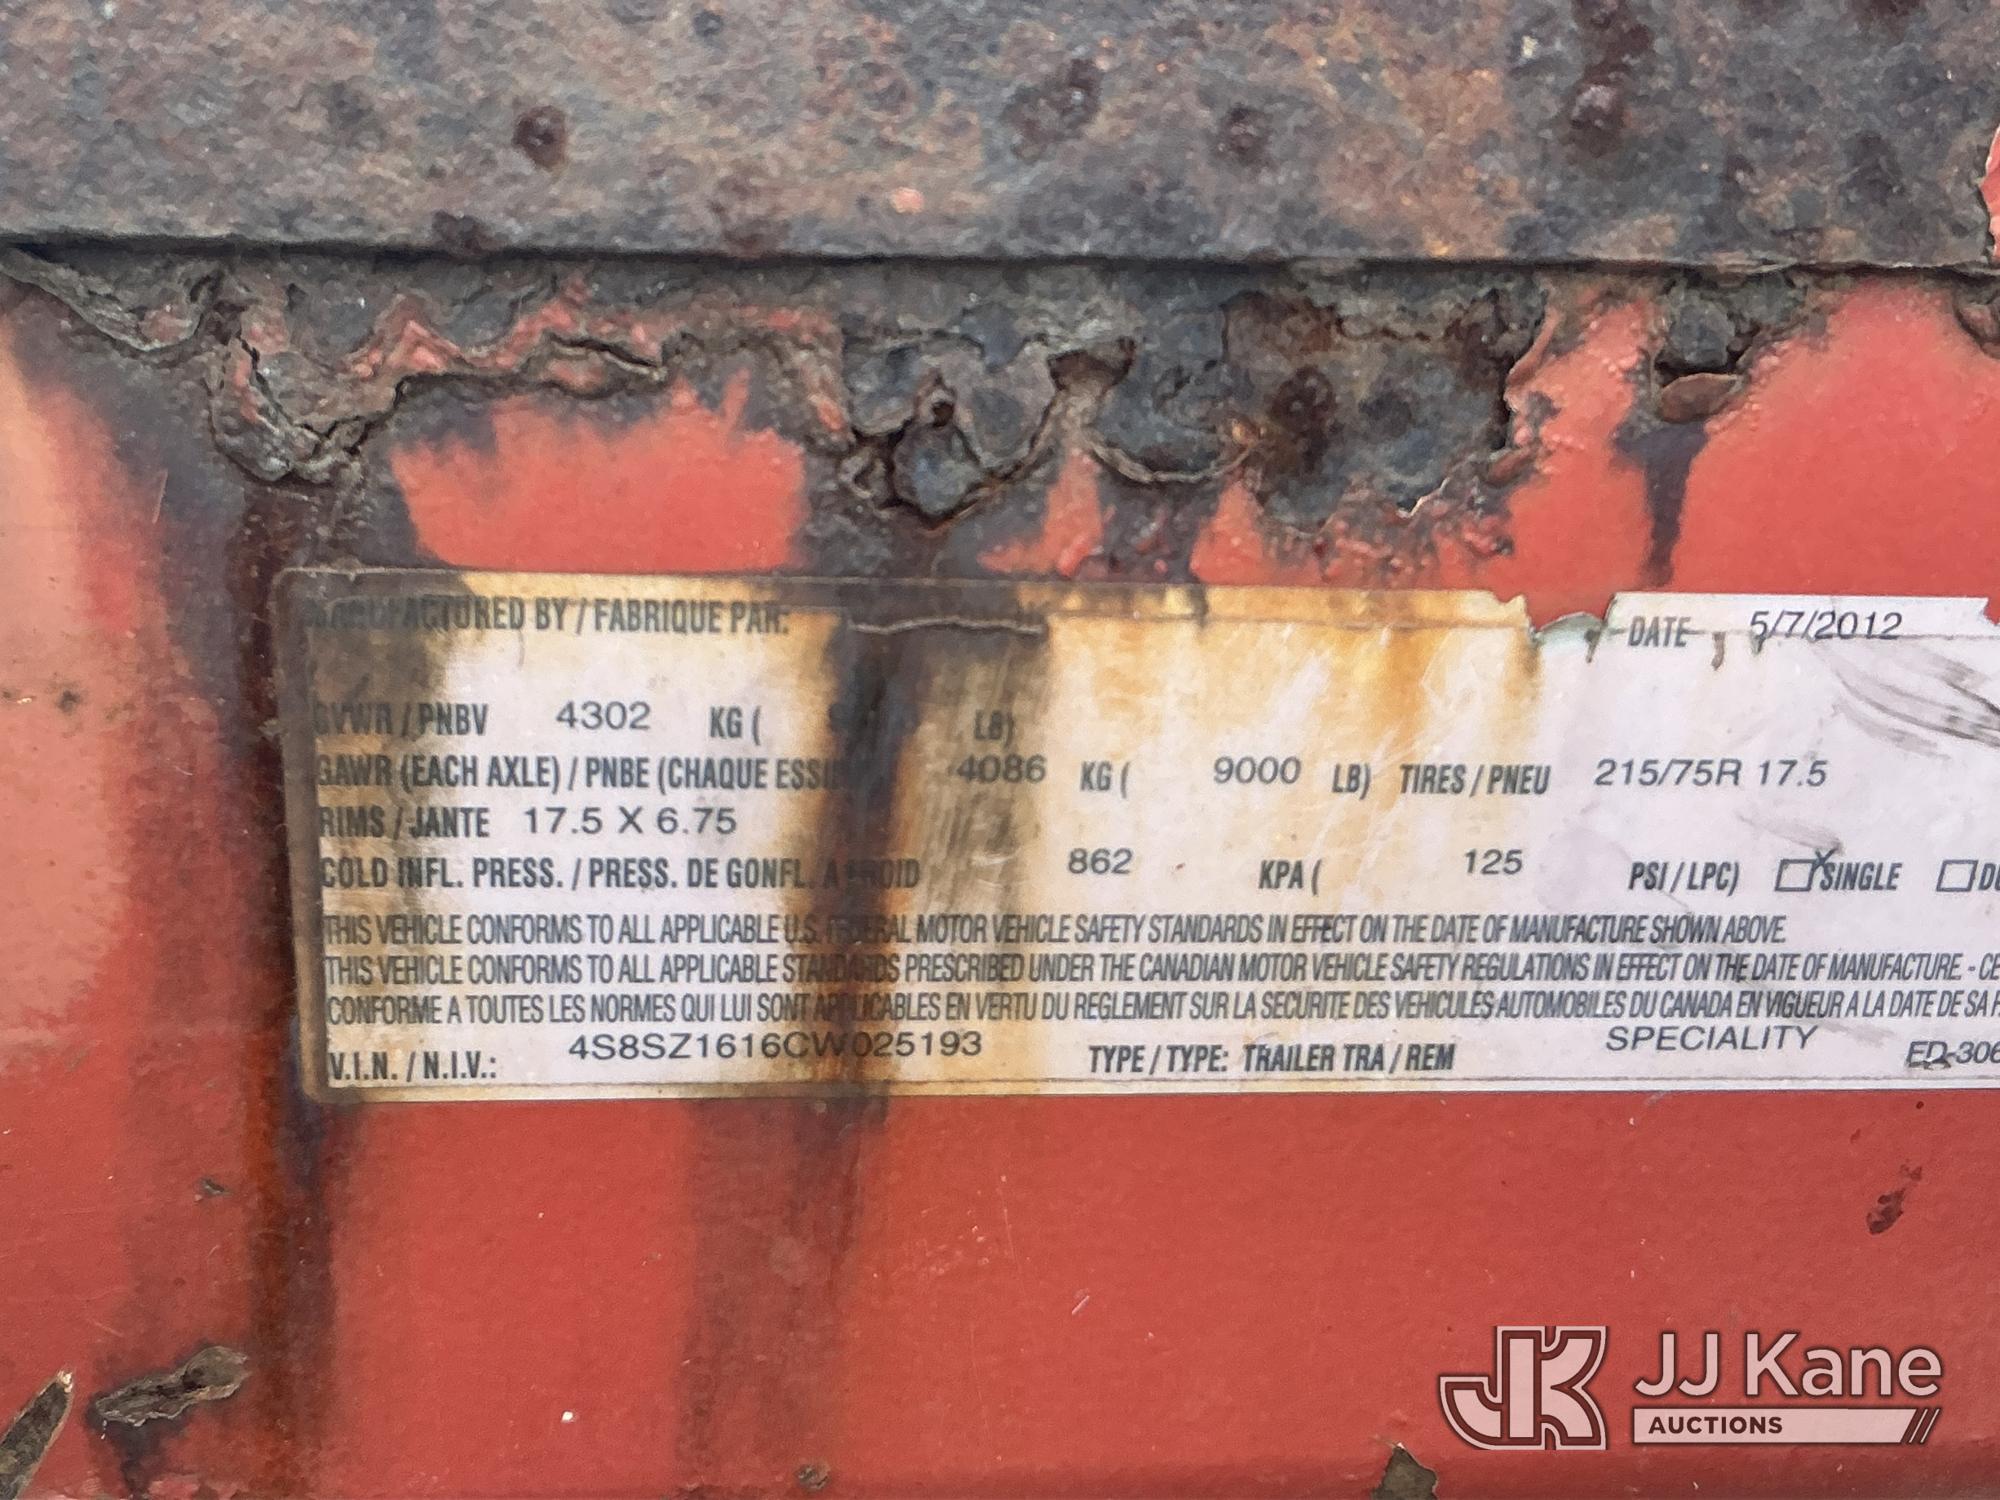 MANUFACTURED BY / FABRIQUE PAR:
DATE 5/7/2012
GVWR / PNBV 4302 KG ( LB)
GAWR (EACH AXLE) / PNBE (CHAQUE 4086 KG ( 9000 LB) TIRES / PNEU 215/75R 17.5
RIMS / JANTE 17.5 X 6.75
COLD INFL. PRESS. / PRESS. DE GONFL. A FROID 862 KPA ( 125 PSI / LPC) X SINGLE
THIS VEHICLE CONFORMS TO ALL APPLICABLE U.S. FEDERAL MOTOR VEHICLE SAFETY STANDARDS IN EFFECT ON THE DATE OF MANUFACTURE SHOWN ABOVE.
THIS VEHICLE CONFORMS TO ALL APPLICABLE STANDARDS PRESCRIBED UNDER THE CANADIAN MOTOR VEHICLE SAFETY REGULATIONS IN EFFECT ON THE DATE OF MANUFACTURE. - CE
CONFORME A TOUTES LES NORMES QUI LUI SONT APPLICABLES EN VERTU DU REGLEMENT SUR LA SECURITE DES VEHICULES AUTOMOBILES DU CANADA EN VIGUEUR A LA DATE DE SA F
V.I.N. / N.I.V.: 4S8SZ1616CW025193 TYPE / TYPE: TRAILER TRA / REM SPECIALITY ED-306
JK JJ Kane
AUCTIONS